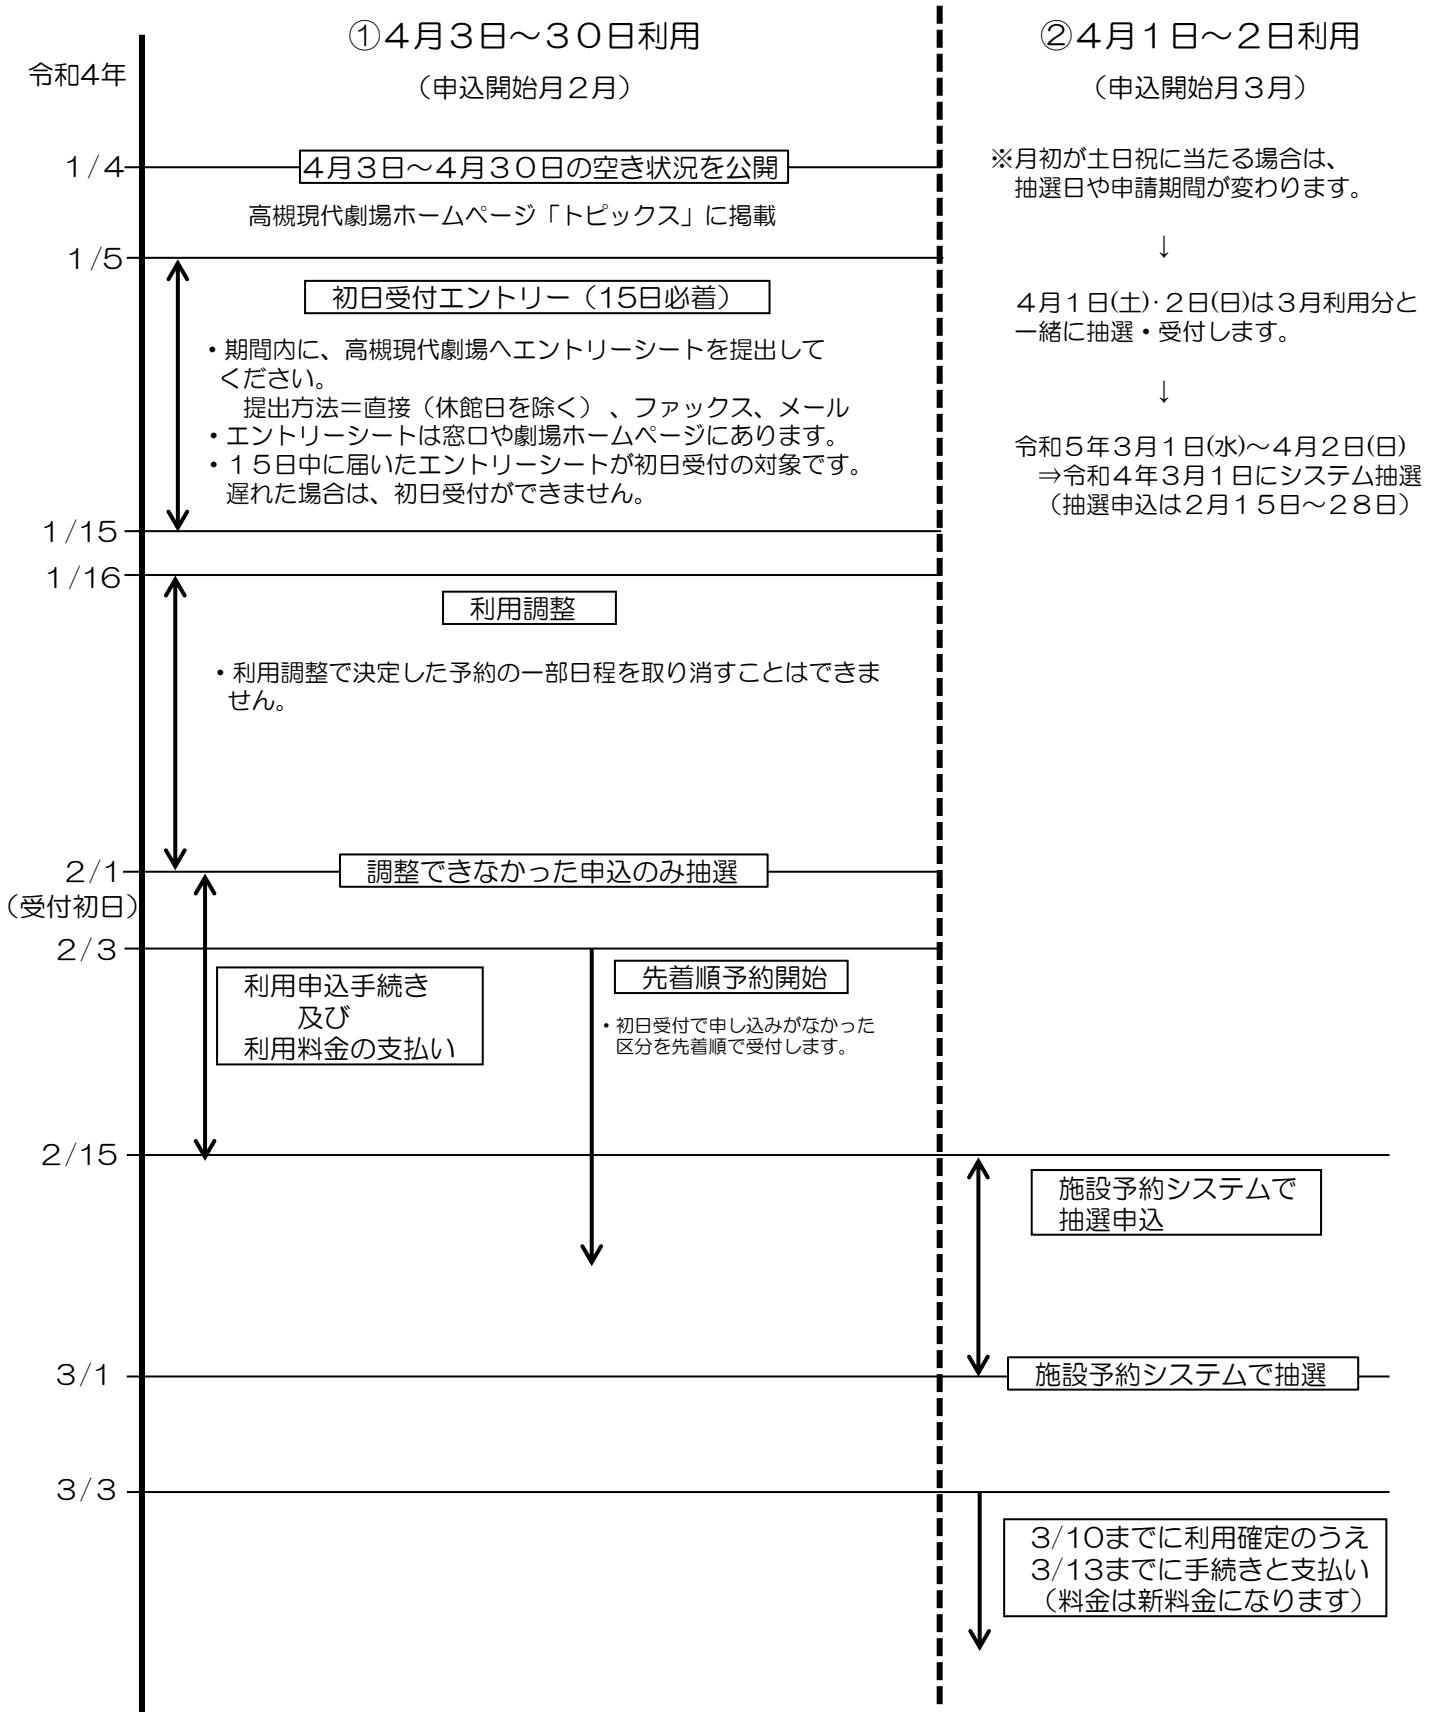 ①４月３日～３０日利用
（申込開始月２月）
②４月１日～２日利用
（申込開始月３月）
令和4年
1/4
４月３日～４月３０日の空き状況を公開
高槻現代劇場ホームページ「トピックス」に掲載
1/5
初日受付エントリー（15日必着）
・期間内に、高槻現代劇場へエントリーシートを提出して
ください。
提出方法＝直接（休館日を除く）、ファックス、メール
・エントリーシートは窓口や劇場ホームページにあります。
・１５日中に届いたエントリーシートが初日受付の対象です。
遅れた場合は、初日受付ができません。
1/15
※月初が土日祝に当たる場合は、
抽選日や申請期間が変わります。
↓
４月１日(土)･２日(日)は３月利用分と
一緒に抽選・受付します。
↓
令和５年３月１日(水)～４月２日(日)
⇒令和４年３月１日にシステム抽選
（抽選申込は２月１５日～２８日）
1/16
利用調整
・利用調整で決定した予約の一部日程を取り消すことはできま
せん。
2/1
（受付初日）
調整できなかった申込のみ抽選
2/3
利用申込手続き
及び
利用料金の支払い
先着順予約開始
・初日受付で申し込みがなかった
区分を先着順で受付します。
2/15
施設予約システムで
抽選申込
3/1
施設予約システムで抽選
3/3
3/10までに利用確定のうえ
3/13までに手続きと支払い
（料金は新料金になります）